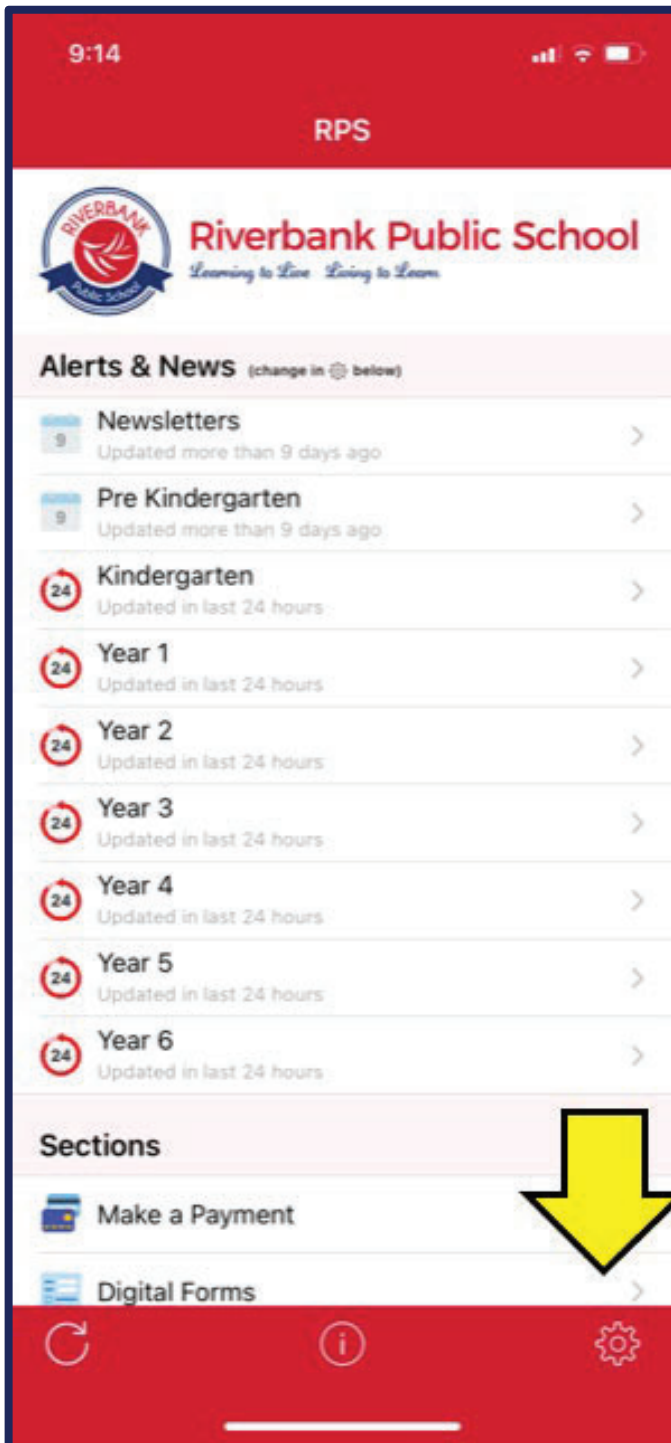 9:14
RPS
RIVERBANK
Public School
Riverbank Public School
Learning to Live Living to Learn
Alerts & News (change in below)
9
Newsletters
Updated more than 9 days ago
9
Pre Kindergarten
Updated more than 9 days ago
24
Kindergarten
Updated in last 24 hours
24
Year 1
Updated in last 24 hours
24
Year 2
Updated in last 24 hours
24
Year 3
Updated in last 24 hours
24
Year 4
Updated in last 24 hours
24
Year 5
Updated in last 24 hours
24
Year 6
Updated in last 24 hours
Sections
Make a Payment
Digital Forms
i